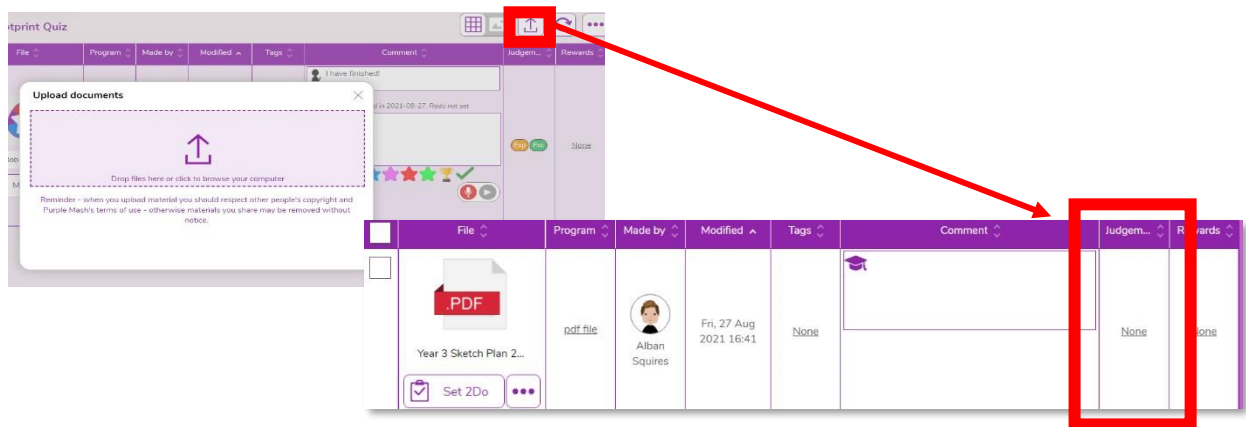 tprint Quiz
File Program Made by Modified Tags Comment Judgem... Rewards
I have finished!
Upload documents
d in 2021-08-27. Reds not set
Exp Exc None
Drop files here or click to browse your computer
Reminder - when you upload material you should respect other people's copyright and
Purple Mash's terms of use - otherwise materials you share may be removed without
notice.
File Program Made by Modified Tags Comment Judgem... Rewards
.PDF
pdf file
Fri, 27 Aug
2021 16:41
None None None
Alban
Squires
Year 3 Sketch Plan 2...
Set 2Do